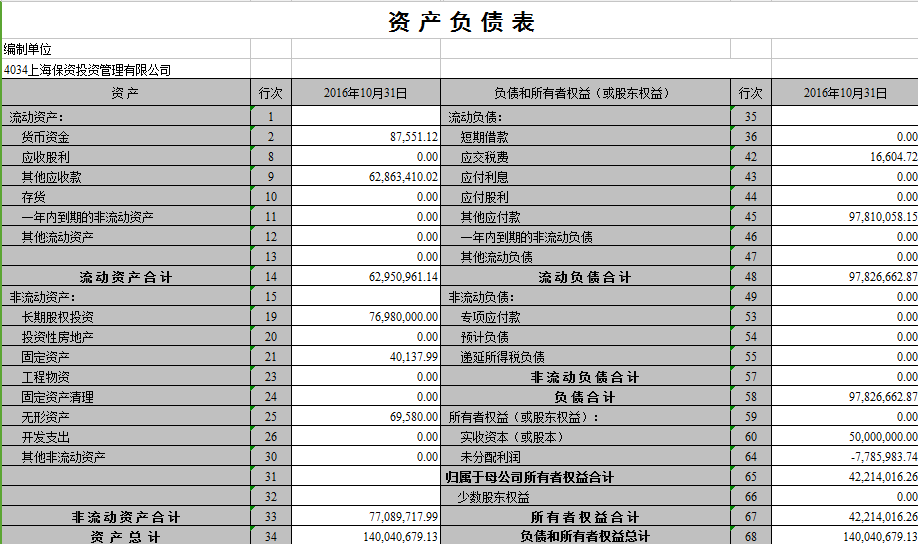 资产负债表
编制单位
4034上海保资投资管理有限公司
资产 行次 2016年10月31日 负债和所有者权益（或股东权益） 行次 2016年10月31日
流动资产： 1 流动负债： 35
货币资金 2 87,551.12 短期借款 36 0.00
应收股利 8 0.00 应交税费 42 16,604.72
其他应收款 9 62,863,410.02 应付利息 43 0.00
存货 10 0.00 应付股利 44 0.00
一年内到期的非流动资产 11 0.00 其他应付款 45 97,810,058.15
其他流动资产 12 0.00 一年内到期的非流动负债 46 0.00
13 0.00 其他流动负债 47 0.00
流动资产合计 14 62,950,961.14 流动负债合计 48 97,826,662.87
非流动资产： 15 非流动负债： 49 0.00
长期股权投资 19 76,980,000.00 专项应付款 53 0.00
投资性房地产 20 0.00 预计负债 54 0.00
固定资产 21 40,137.99 递延所得税负债 55 0.00
工程物资 23 0.00 非流动负债合计 57 0.00
固定资产清理 24 0.00 负债合计 58 97,826,662.87
无形资产 25 69,580.00 所有者权益（或股东权益）： 59 0.00
开发支出 26 0.00 实收资本（或股本） 60 50,000,000.00
其他非流动资产 30 0.00 未分配利润 64 -7,785,983.74
31 归属于母公司所有者权益合计 65 42,214,016.26
32 少数股东权益 66 0.00
非流动资产合计 33 77,089,717.99 所有者权益合计 67 42,214,016.26
资产总计 34 140,040,679.13 负债和所有者权益总计 68 140,040,679.13